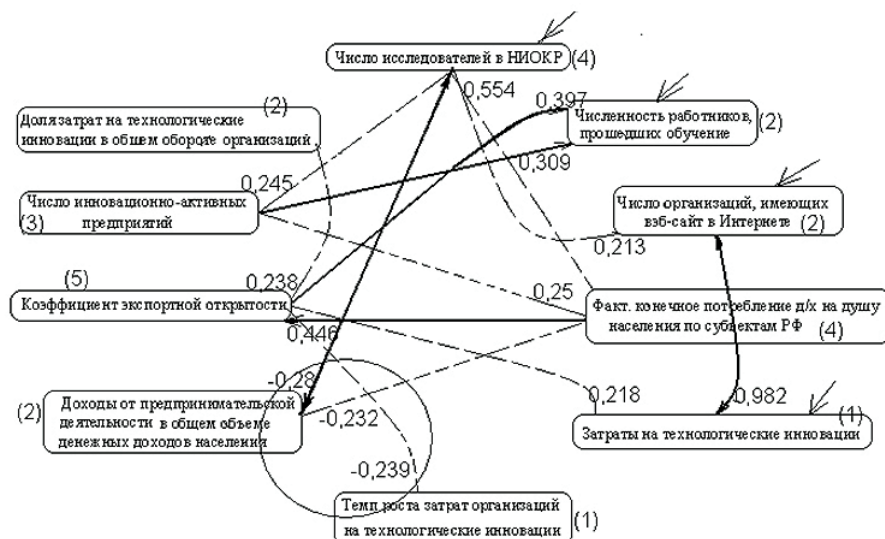 Число исследователей в НИОКР
(4)
0,554
0,397
(2)
Доля затрат на технологические
инновации в общем обороте организаций
Численность работников,
прошедших обучение
(2)
0,309
0,245
Число инновационно-активных
предприятий
(3)
Число организаций, имеющих
вэб-сайт в Интернете
(2)
0,213
(5)
0,238
Коэффициент экспортной открытости
0,446
0,25
Факт. конечное потребление д/х на душу
населения по субъектам РФ
(4)
-0,28
(2)
Доходы от предпринимательской
деятельности в общем объеме
денежных доходов населения
-0,232
0,218
0,982
(1)
Затраты на технологические инновации
-0,239
Темп роста затрат организаций
на технологические инновации
(1)